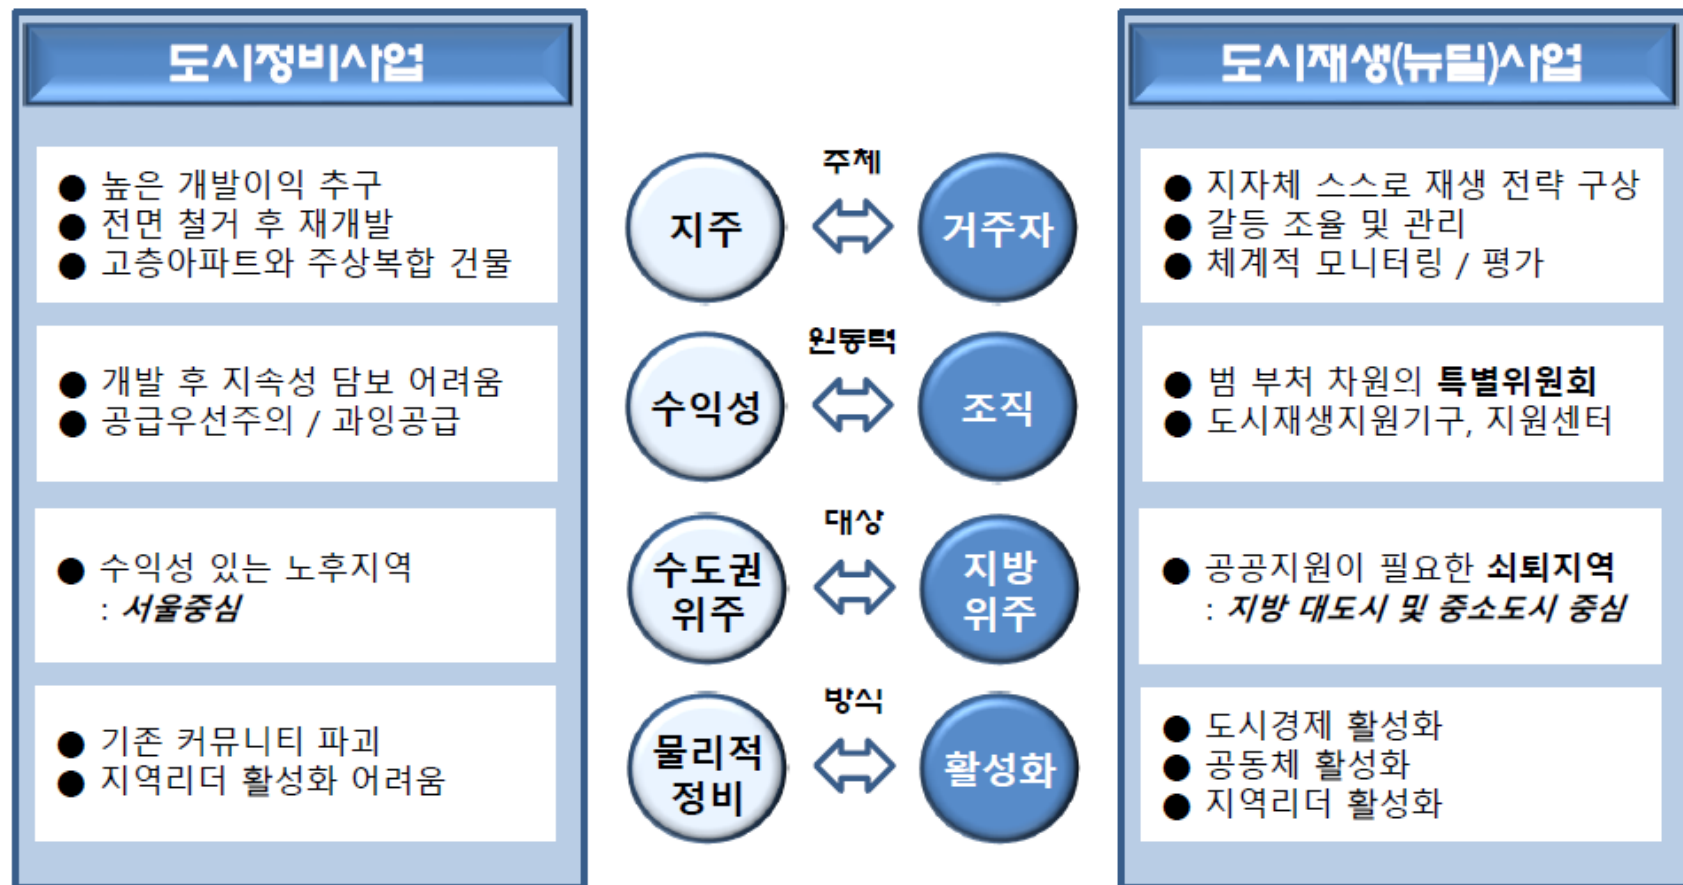 도시정비사업
● 높은 개발이익 추구
● 전면 철거 후 재개발
● 고층아파트와 주상복합 건물
● 개발 후 지속성 담보 어려움
● 공급우선주의 / 과잉공급
● 수익성 있는 노후지역
: 서울중심
● 기존 커뮤니티 파괴
● 지역리더 활성화 어려움
주체
지주
거주자
원동력
수익성
조직
대상
수도권
위주
지방
위주
방식
물리적
정비
활성화
도시재생(뉴딜)사업
● 지자체 스스로 재생 전략 구상
● 갈등 조율 및 관리
● 체계적 모니터링 / 평가
● 범 부처 차원의 특별위원회
● 도시재생지원기구, 지원센터
● 공공지원이 필요한 쇠퇴지역
: 지방 대도시 및 중소도시 중심
● 도시경제 활성화
● 공동체 활성화
● 지역리더 활성화